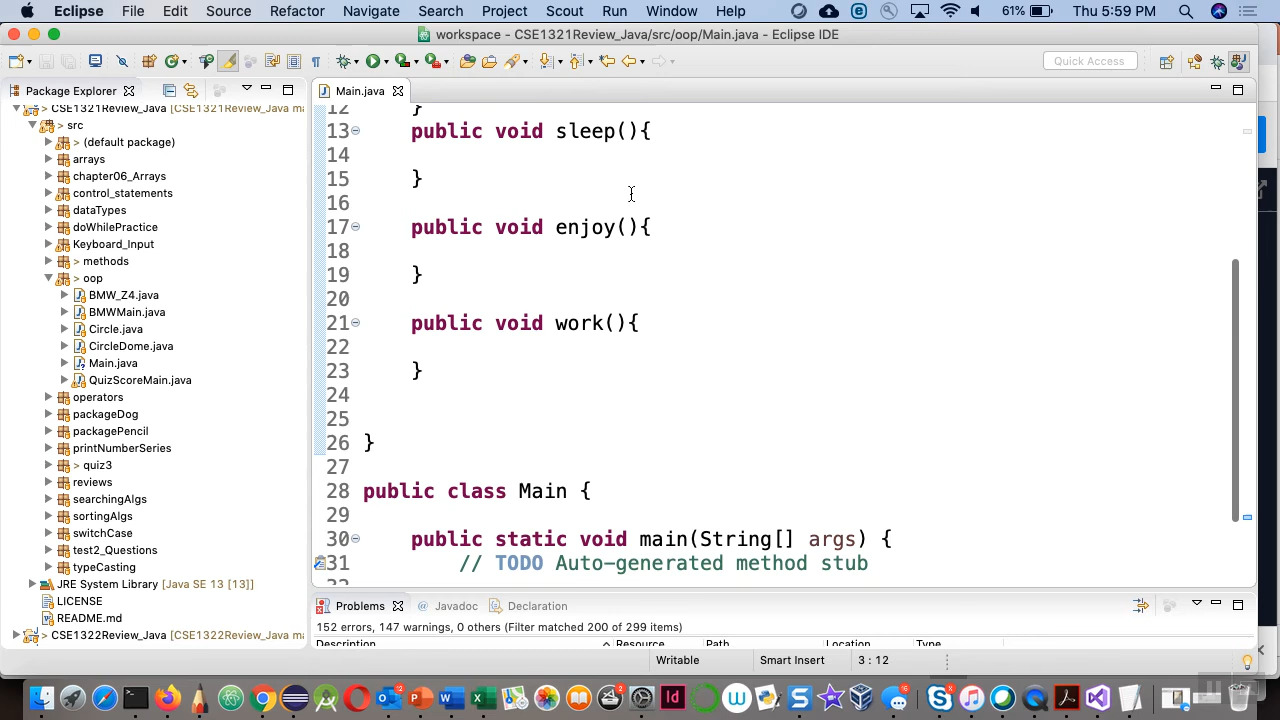 Eclipse File Edit Source Refactor Navigate Search Project Scout Run Window Help 61% Thu 5:59 PM
workspace - CSE1321Review_Java/src/oop/Main.java - Eclipse IDE
Quick Access
Package Explorer
Main.java
> CSE1321Review_Java [CSE1321Review_Java ma
> src
> (default package)
arrays
chapter06_Arrays
control_statements
dataTypes
doWhilePractice
Keyboard_Input
> methods
> oop
BMW_Z4.java
BMWMain.java
Circle.java
CircleDome.java
Main.java
QuizScoreMain.java
operators
packageDog
packagePencil
printNumberSeries
> quiz3
reviews
searchingAlgs
sortingAlgs
switchCase
test2_Questions
typeCasting
JRE System Library [Java SE 13 [13]]
LICENSE
README.md
> CSE1322Review_Java [CSE1322Review_Java ma
12 }
13 public void sleep(){
14
15 }
16
17 public void enjoy(){
18
19 }
20
21 public void work(){
22
23 }
24
25
26 }
27
28 public class Main {
29
30 public static void main(String[] args) {
31 // TODO Auto-generated method stub
32
Problems @ Javadoc Declaration
152 errors, 147 warnings, 0 others (Filter matched 200 of 299 items)
Description Resource Path Location Type
Writable Smart Insert 3 : 12